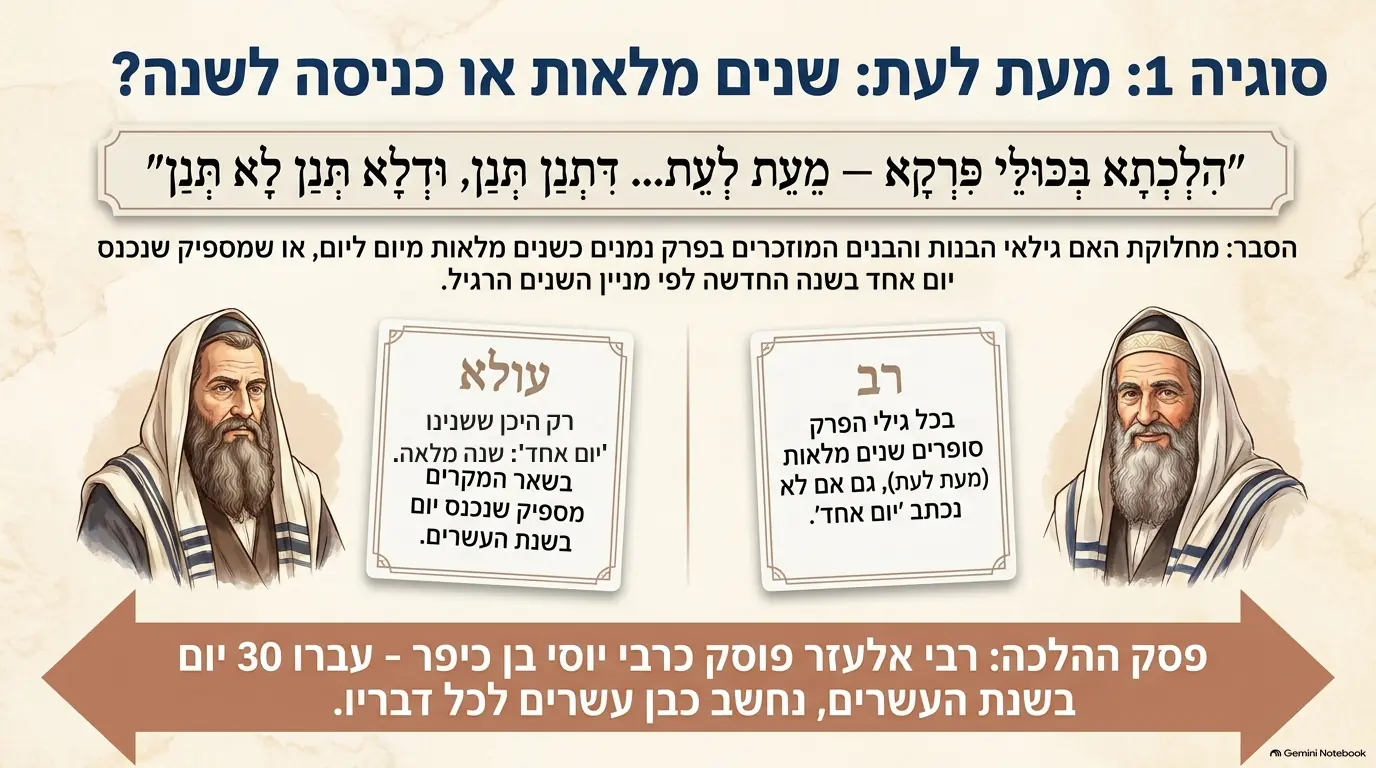 סוגיה 1: מעת לעת: שנים מלאות או כניסה לשנה?
"הִלְכְתָא בְּכוּלֵּי פִּרְקָא – מֵעֵת לְעֵת... דִּתְנַן תְּנַן, וּדְלָא תְּנַן לָא תְּנַן"
הסבר: מחלוקת האם גילאי הבנות והבנים המוזכרים בפרק נמנים כשנים מלאות מיום ליום, או שמספיק שנכנס
יום אחד בשנה החדשה לפי מניין השנים הרגיל.
רב
בכל גילי הפרק
סופרים שנים מלאות
(מעת לעת), גם אם לא
נכתב 'יום אחד'.
עולא
רק היכן ששנינו
'יום אחד': שנה מלאה.
בשאר המקרים
מספיק שנכנס יום
בשנת העשרים.
פסק ההלכה: רבי אלעזר פוסק כרבי יוסי בן כיפר - עברו 30 יום
בשנת העשרים, נחשב כבן עשרים לכל דבריו.
Gemini Notebook